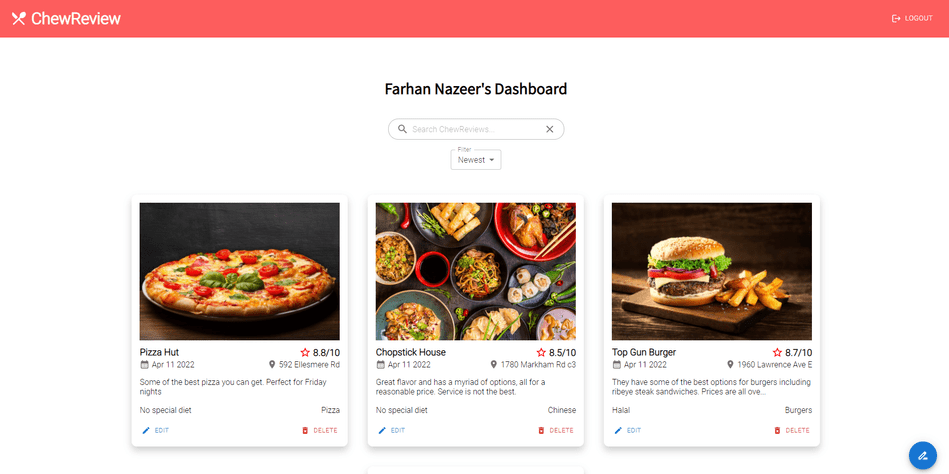 ChewReview
LOGOUT
Farhan Nazeer's Dashboard
Search ChewReviews...
Filter
Newest
Pizza Hut 8.8/10
Apr 11 2022 592 Ellesmere Rd
Some of the best pizza you can get. Perfect for Friday
nights
No special diet Pizza
EDIT DELETE
Chopstick House 8.5/10
Apr 11 2022 1780 Markham Rd c3
Great flavor and has a myriad of options, all for a
reasonable price. Service is not the best.
No special diet Chinese
EDIT DELETE
Top Gun Burger 8.7/10
Apr 11 2022 1960 Lawrence Ave E
They have some of the best options for burgers including
ribeye steak sandwiches. Prices are all ove...
Halal Burgers
EDIT DELETE